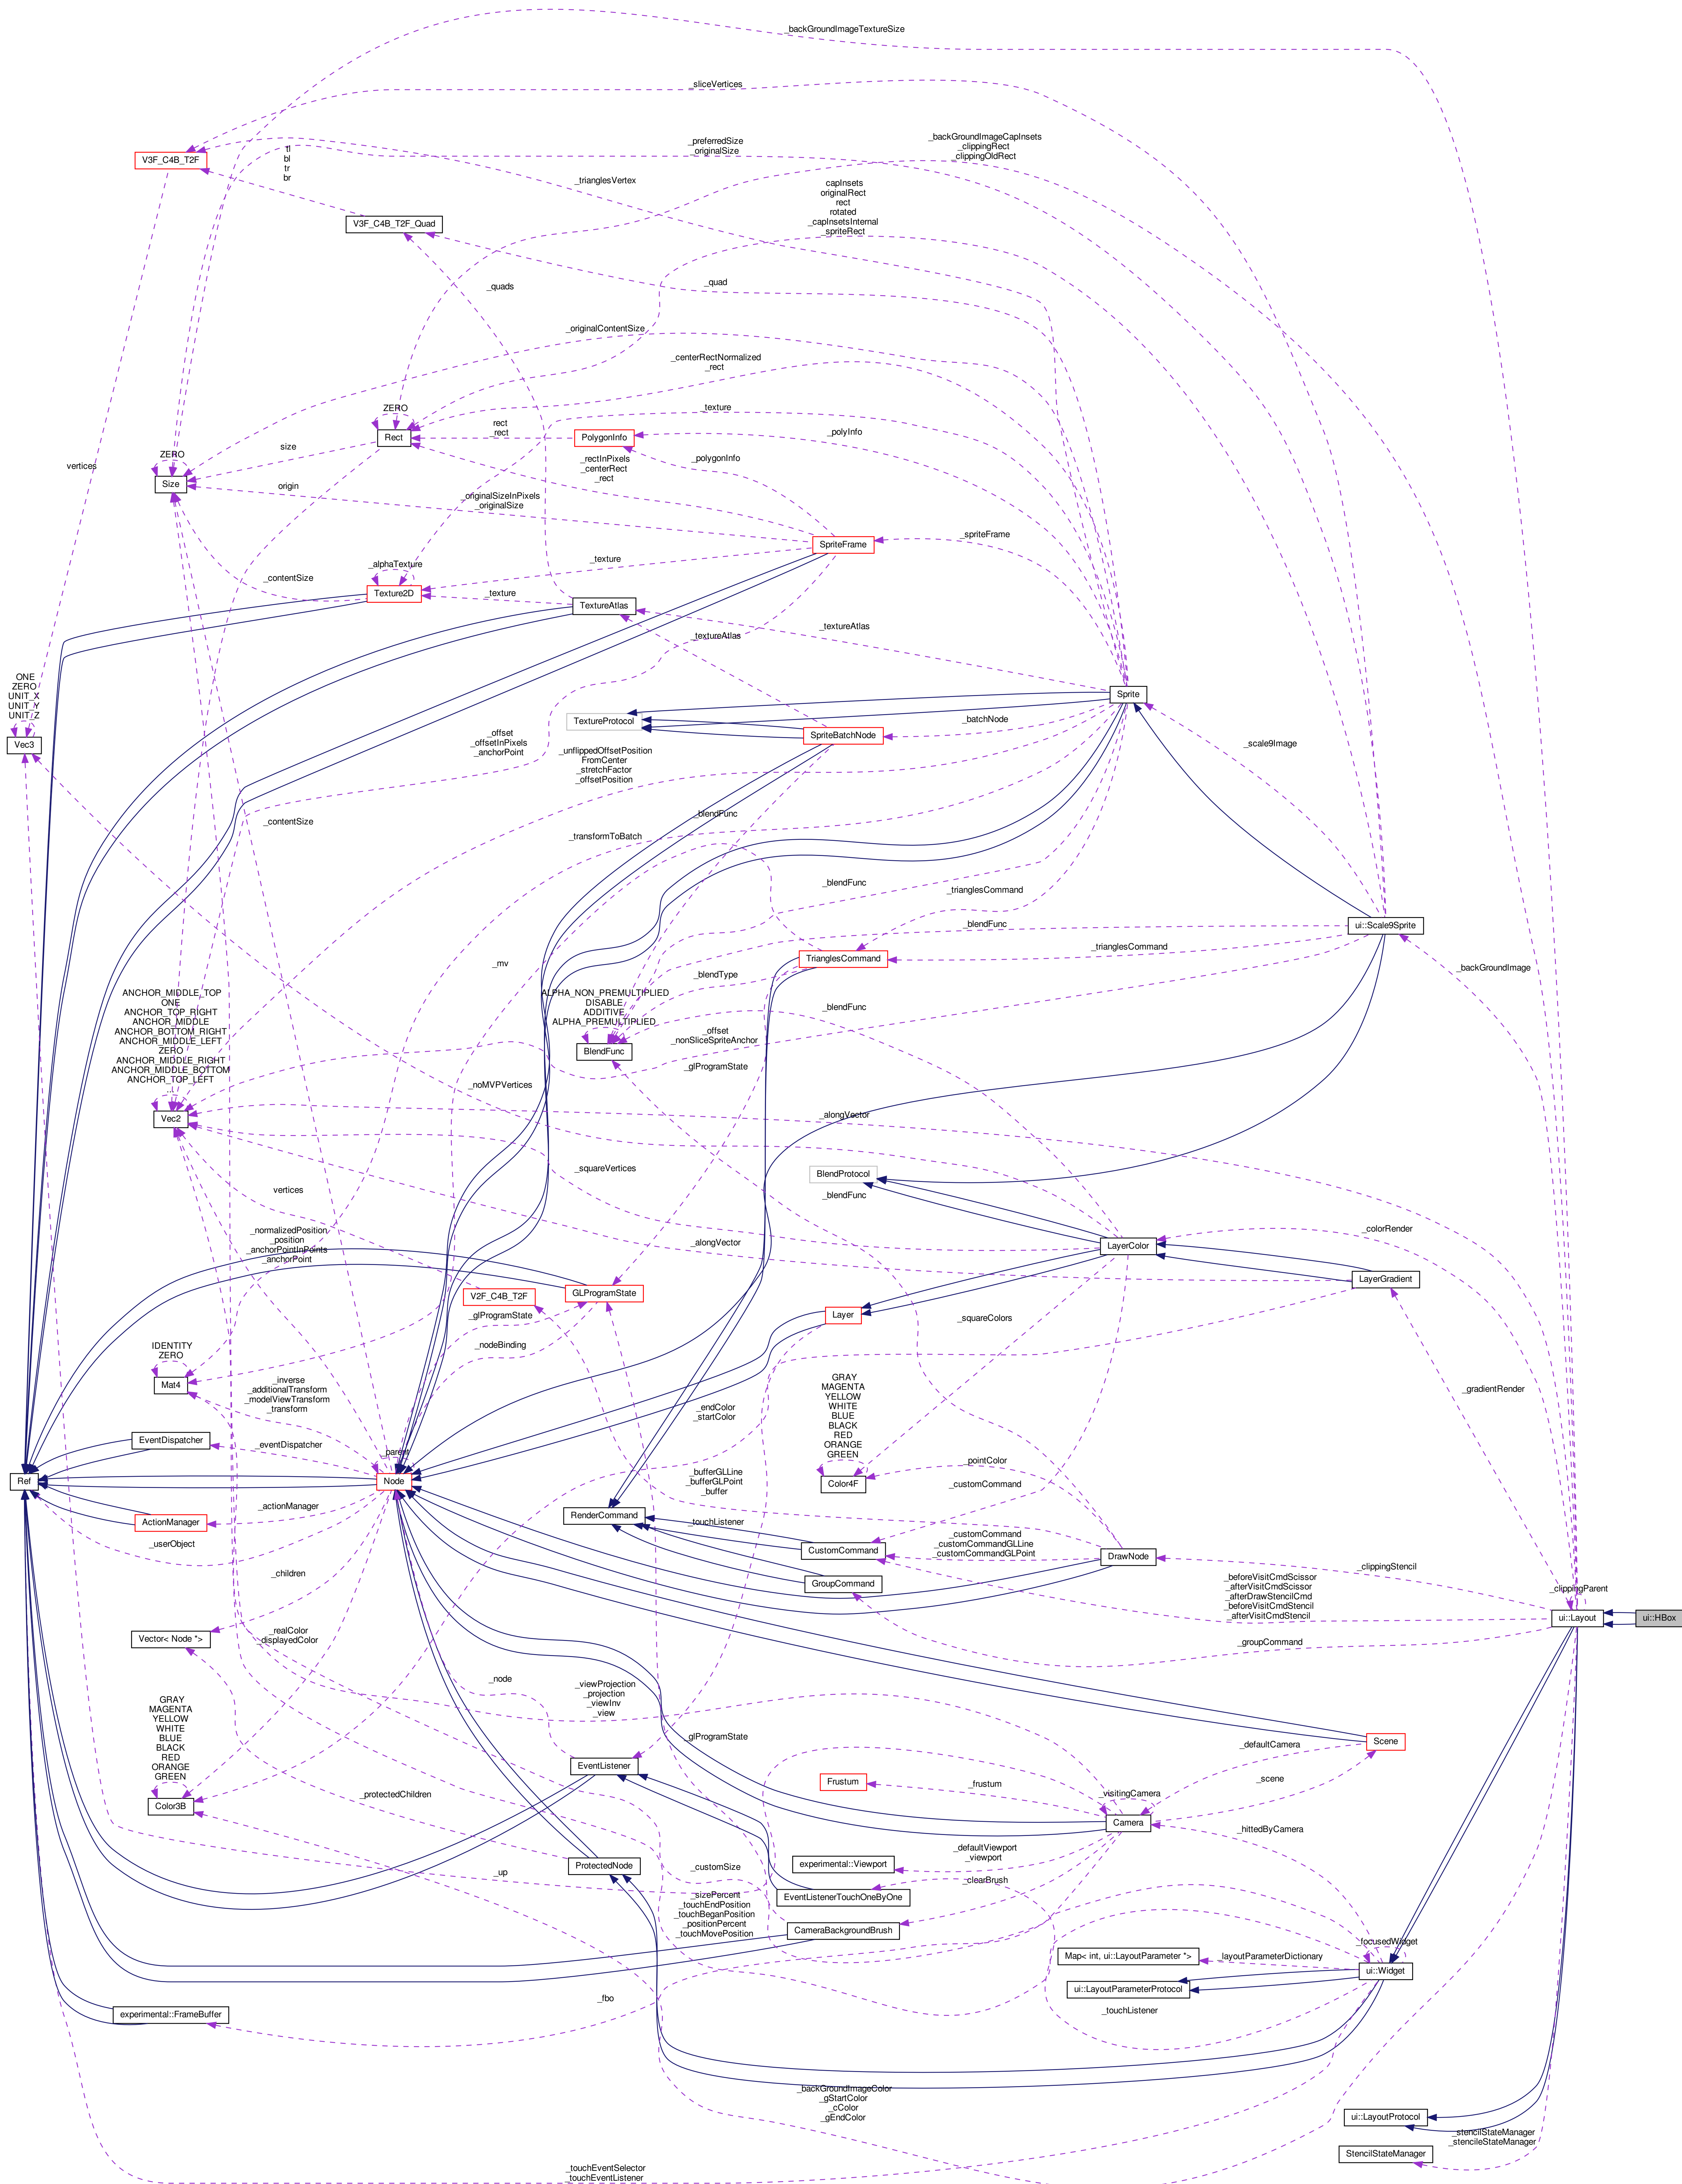 _backGroundImageTextureSize
_sliceVertices
_preferredSize
_originalSize
_backGroundImageCapInsets
_clippingRect
_clippingOldRect
V3F_C4B_T2F
tl
bl
tr
br
_trianglesVertex
capInsets
originalRect
rect
rotated
_capInsetsInternal
_spriteRect
V3F_C4B_T2F_Quad
_quads
_quad
_originalContentSize
_centerRectNormalized
_rect
ZERO
Rect
rect
_rect
PolygonInfo
_texture
_polyInfo
vertices
ZERO
Size
size
origin
_rectInPixels
_centerRect
_rect
_polygonInfo
_originalSizeInPixels
_originalSize
SpriteFrame
_spriteFrame
_alphaTexture
Texture2D
_contentSize
_texture
_texture
TextureAtlas
_textureAtlas
_textureAtlas
ONE
ZERO
UNIT_X
UNIT_Y
UNIT_Z
Vec3
Sprite
TextureProtocol
SpriteBatchNode
_batchNode
_scale9Image
_offset
_offsetInPixels
_anchorPoint
_unflippedOffsetPosition
FromCenter
_stretchFactor
_offsetPosition
_contentSize
_transformToBatch
_blendFunc
_blendFunc
_trianglesCommand
ui::Scale9Sprite
_blendFunc
_mv
TrianglesCommand
_blendType
_trianglesCommand
_backGroundImage
ANCHOR_MIDDLE_TOP
ONE
ANCHOR_TOP_RIGHT
ANCHOR_MIDDLE
ANCHOR_BOTTOM_RIGHT
ANCHOR_MIDDLE_LEFT
ZERO
ANCHOR_MIDDLE_RIGHT
ANCHOR_MIDDLE_BOTTOM
ANCHOR_TOP_LEFT
Vec2
ALPHA_NON_PREMULTIPLIED
DISABLE
ADDITIVE
ALPHA_PREMULTIPLIED
BlendFunc
_offset
_nonSliceSpriteAnchor
_glProgramState
_blendFunc
_noMVPVertices
_alongVector
_squareVertices
BlendProtocol
_blendFunc
vertices
_normalizedPosition
_position
_anchorPointInPoints
_anchorPoint
_alongVector
LayerColor
_colorRender
LayerGradient
V2F_C4B_T2F
GLProgramState
_glProgramState
_nodeBinding
Layer
_squareColors
_gradientRender
IDENTITY
ZERO
Mat4
_inverse
_additionalTransform
_modelViewTransform
_transform
_endColor
_startColor
GRAY
MAGENTA
YELLOW
WHITE
BLUE
BLACK
RED
ORANGE
GREEN
Color4F
EventDispatcher
_eventDispatcher
_parent
Node
Ref
_bufferGLLine
_bufferGLPoint
_buffer
_pointColor
_customCommand
ActionManager
_actionManager
_userObject
RenderCommand
_touchListener
CustomCommand
_customCommand
_customCommandGLLine
_customCommandGLPoint
DrawNode
_clippingStencil
_children
GroupCommand
_beforeVisitCmdScissor
_afterVisitCmdScissor
_afterDrawStencilCmd
_beforeVisitCmdStencil
_afterVisitCmdStencil
_clippingParent
ui::Layout
ui::HBox
Vector< Node *>
_realColor
_displayedColor
_groupCommand
_node
_viewProjection
_projection
_viewInv
_view
GRAY
MAGENTA
YELLOW
WHITE
BLUE
BLACK
RED
ORANGE
GREEN
Color3B
_protectedChildren
EventListener
_glProgramState
Scene
_defaultCamera
_scene
Frustum
_frustum
_visitingCamera
Camera
_hittedByCamera
ProtectedNode
experimental::Viewport
_defaultViewport
_viewport
_up
_customSize
_clearBrush
EventListenerTouchOneByOne
_sizePercent
_touchEndPosition
_touchBeganPosition
_positionPercent
_touchMovePosition
CameraBackgroundBrush
_focusedWidget
Map< int, ui::LayoutParameter *>
_layoutParameterDictionary
ui::Widget
ui::LayoutParameterProtocol
experimental::FrameBuffer
_fbo
_touchListener
_backGroundImageColor
_gStartColor
_cColor
_gEndColor
ui::LayoutProtocol
_stencilStateManager
_stencileStateManager
StencilStateManager
_touchEventSelector
_touchEventListener